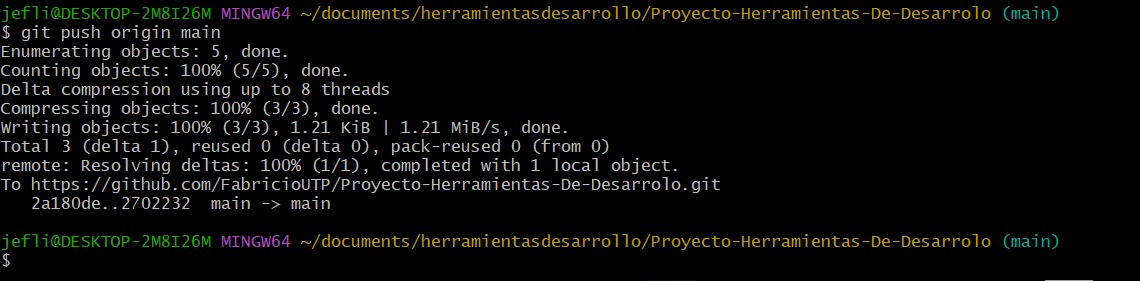 jefli@DESKTOP-2M8I26M MINGW64 ~/documents/herramientasdesarrollo/Proyecto-Herramientas-De-Desarrolo (main)
$ git push origin main
Enumerating objects: 5, done.
Counting objects: 100% (5/5), done.
Delta compression using up to 8 threads
Compressing objects: 100% (3/3), done.
Writing objects: 100% (3/3), 1.21 KiB | 1.21 MiB/s, done.
Total 3 (delta 1), reused 0 (delta 0), pack-reused 0 (from 0)
remote: Resolving deltas: 100% (1/1), completed with 1 local object.
To https://github.com/FabricioUTP/Proyecto-Herramientas-De-Desarrolo.git
   2a180de..2702232  main -> main
jefli@DESKTOP-2M8I26M MINGW64 ~/documents/herramientasdesarrollo/Proyecto-Herramientas-De-Desarrolo (main)
$